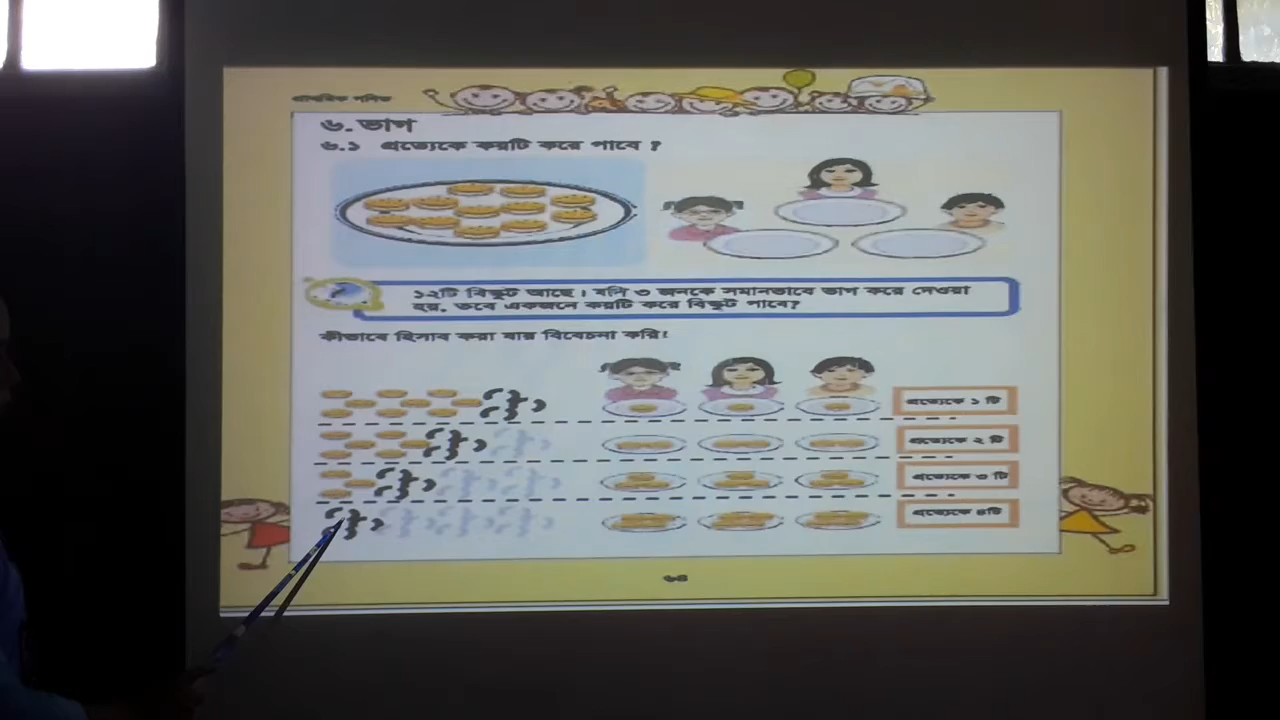 প্রাথমিক গণিত
৬. ভাগ
৬.১ প্রত্যেকে কয়টি করে পাবে ?
১২টি বিস্কুট আছে। যদি ৩ জনকে সমানভাবে ভাগ করে দেওয়া
হয়, তবে একজনে কয়টি করে বিস্কুট পাবে?
কীভাবে হিসাব করা যায় বিবেচনা করি!
প্রত্যেকে ১ টি
প্রত্যেকে ২ টি
প্রত্যেকে ৩ টি
প্রত্যেকে ৪টি